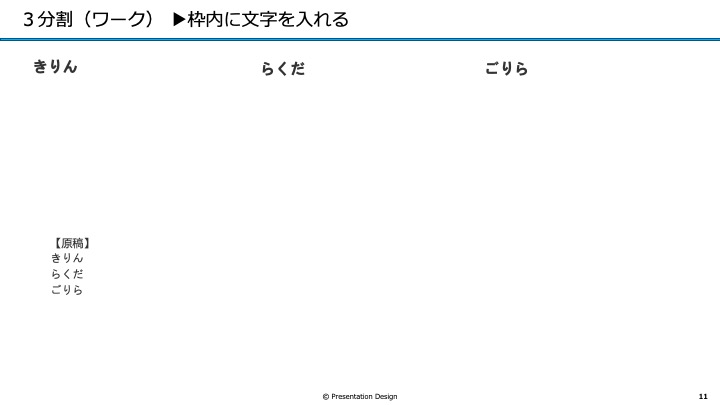 ３分割（ワーク） ▶枠内に文字を入れる
きりん
らくだ
ごりら
【原稿】
きりん
らくだ
ごりら
© Presentation Design
11